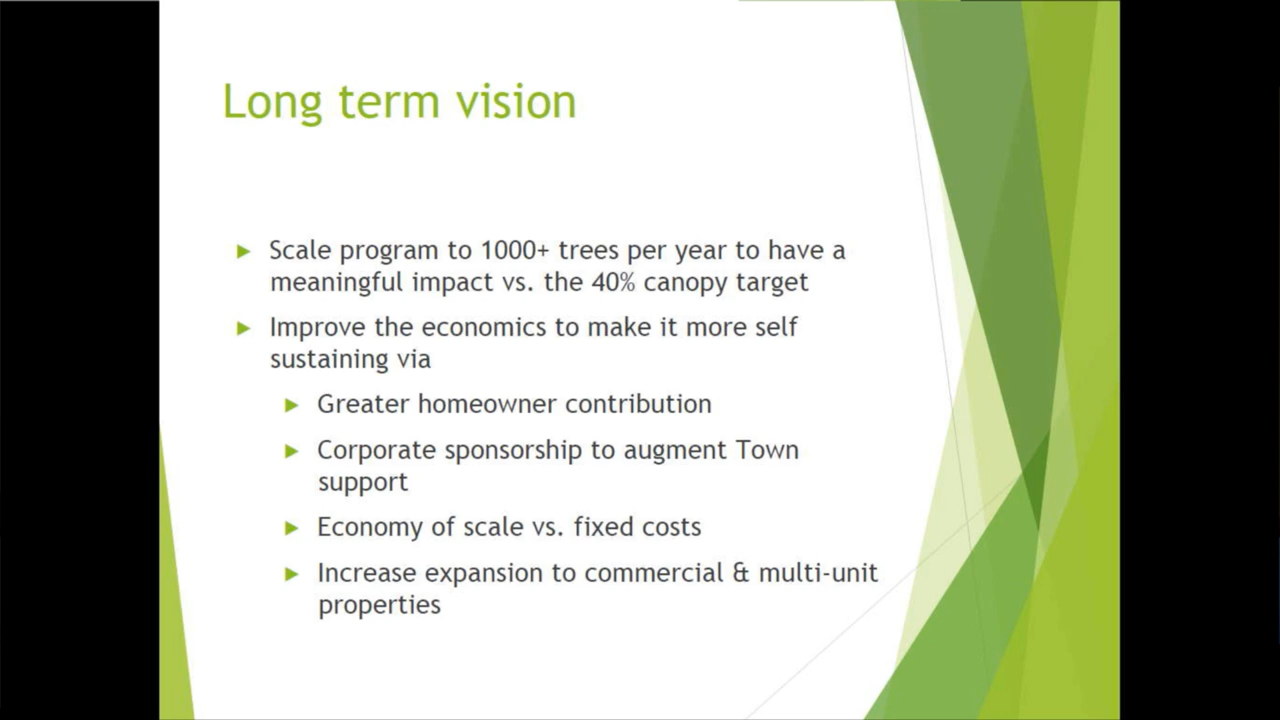 Long term vision
Scale program to 1000+ trees per year to have a
meaningful impact vs. the 40% canopy target
Improve the economics to make it more self
sustaining via
Greater homeowner contribution
Corporate sponsorship to augment Town
support
Economy of scale vs. fixed costs
Increase expansion to commercial & multi-unit
properties